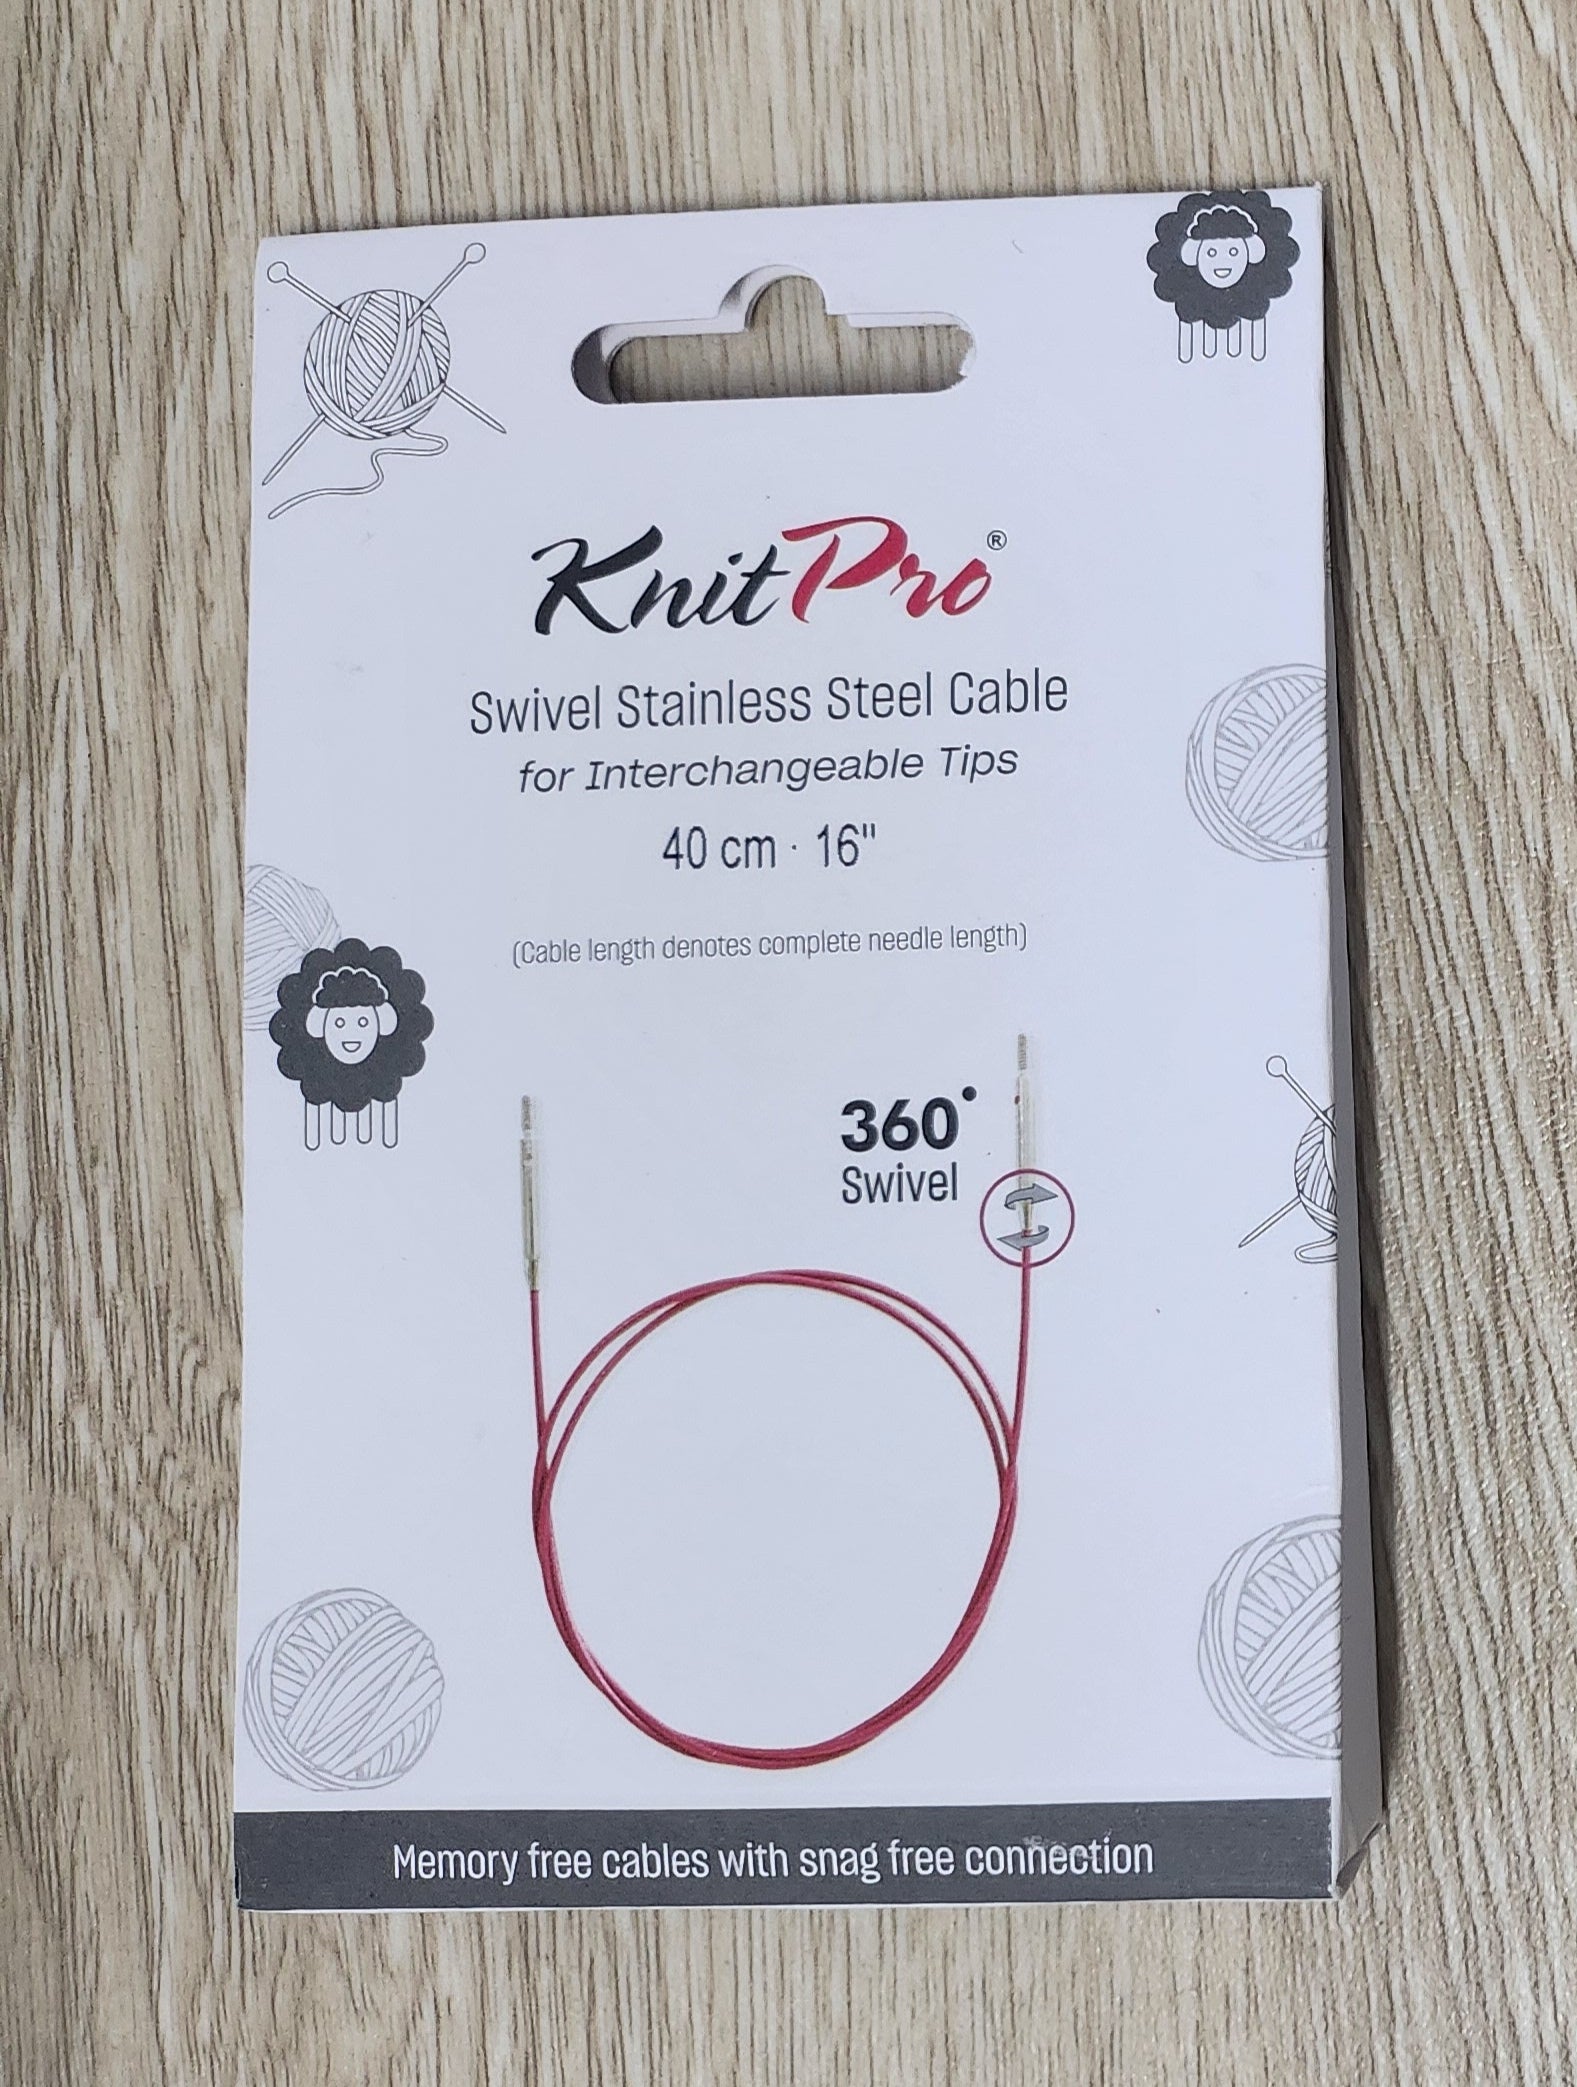 KnitPro®
Swivel Stainless Steel Cable
for Interchangeable Tips
40 cm · 16"
(Cable length denotes complete needle length)
360°
Swivel
Memory free cables with snag free connection